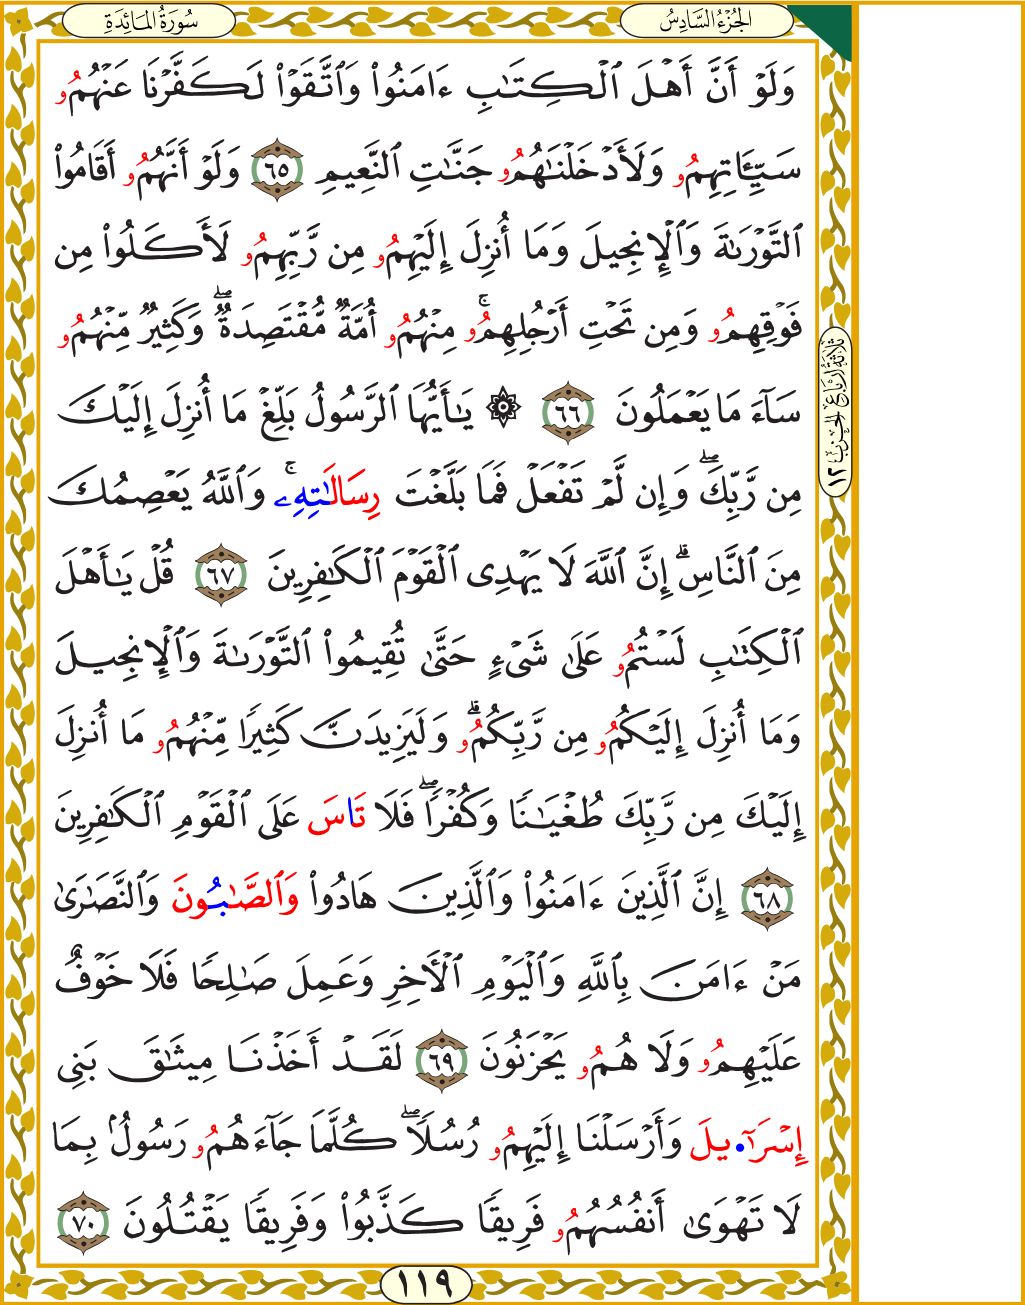 الجُزْءُ السَّادِسُ
سُورَةُ المَائِدَةِ
وَلَوْ أَنَّ أَهْلَ ٱلْكِتَٰبِ ءَامَنُوا۟ وَٱتَّقَوْا۟ لَكَفَّرْنَا عَنْهُمُو
سَيِّـَٔاتِهِمُو وَلَأَدْخَلْنَٰهُمُو جَنَّٰتِ ٱلنَّعِيمِ ٦٥ وَلَوْ أَنَّهُمُو أَقَامُوا۟
ٱلتَّوْرَىٰةَ وَٱلْإِنجِيلَ وَمَا أُنزِلَ إِلَيْهِمُو مِن رَّبِّهِمُو لَأَكَلُوا۟ مِن
فَوْقِهِمُو وَمِن تَحْتِ أَرْجُلِهِمُوۚ مِنْهُمُو أُمَّةٌ مُّقْتَصِدَةٌۖ وَكَثِيرٌ مِّنْهُمُو
سَآءَ مَا يَعْمَلُونَ ٦٦ ۞ يَٰأَيُّهَا ٱلرَّسُولُ بَلِّغْ مَا أُنزِلَ إِلَيْكَ
مِن رَّبِّكَۖ وَإِن لَّمْ تَفْعَلْ فَمَا بَلَّغْتَ رِسَالَٰتِهِۦۚ وَٱللَّهُ يَعْصِمُكَ
مِنَ ٱلنَّاسِۗ إِنَّ ٱللَّهَ لَا يَهْدِى ٱلْقَوْمَ ٱلْكَٰفِرِينَ ٦٧ قُلْ يَٰأَهْلَ
ٱلْكِتَٰبِ لَسْتُمُو عَلَىٰ شَىْءٍ حَتَّىٰ تُقِيمُوا۟ ٱلتَّوْرَىٰةَ وَٱلْإِنجِيلَ
وَمَا أُنزِلَ إِلَيْكُمُو مِن رَّبِّكُمُوۗ وَلَيَزِيدَنَّ كَثِيرًا مِّنْهُمُو مَا أُنزِلَ
إِلَيْكَ مِن رَّبِّكَ طُغْيَٰنًا وَكُفْرًاۖ فَلَا تَاسَ عَلَى ٱلْقَوْمِ ٱلْكَٰفِرِينَ
٦٨ إِنَّ ٱلَّذِينَ ءَامَنُوا۟ وَٱلَّذِينَ هَادُوا۟ وَٱلصَّٰبُونَ وَٱلنَّصَٰرَىٰ
مَنْ ءَامَنَ بِٱللَّهِ وَٱلْيَوْمِ ٱلْأَخِرِ وَعَمِلَ صَٰلِحًا فَلَا خَوْفٌ
عَلَيْهِمُو وَلَا هُمُو يَحْزَنُونَ ٦٩ لَقَدْ أَخَذْنَا مِيثَٰقَ بَنِى
إِسْرَآ•يلَ وَأَرْسَلْنَا إِلَيْهِمُو رُسُلًاۖ كُلَّمَا جَآءَهُمُو رَسُولٌۢ بِمَا
لَا تَهْوَىٰ أَنفُسُهُمُو فَرِيقًا كَذَّبُوا۟ وَفَرِيقًا يَقْتُلُونَ ٧٠
ثَلَاثَةُ أَرْبَاعِ الحِزْبِ ١٢
١١٩